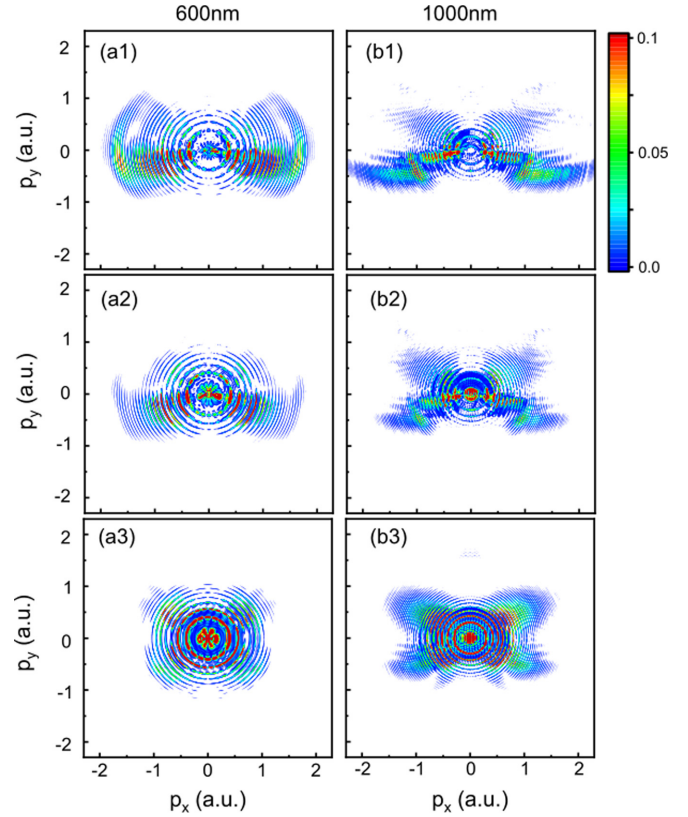 600nm 1000nm
(a1) (b1)
2
1
0
-1
-2
p_y (a.u.)
0.1
0.05
0.0
(a2) (b2)
2
1
0
-1
-2
p_y (a.u.)
(a3) (b3)
2
1
0
-1
-2
p_y (a.u.)
-2 -1 0 1 2 -2 -1 0 1 2
p_x (a.u.) p_x (a.u.)